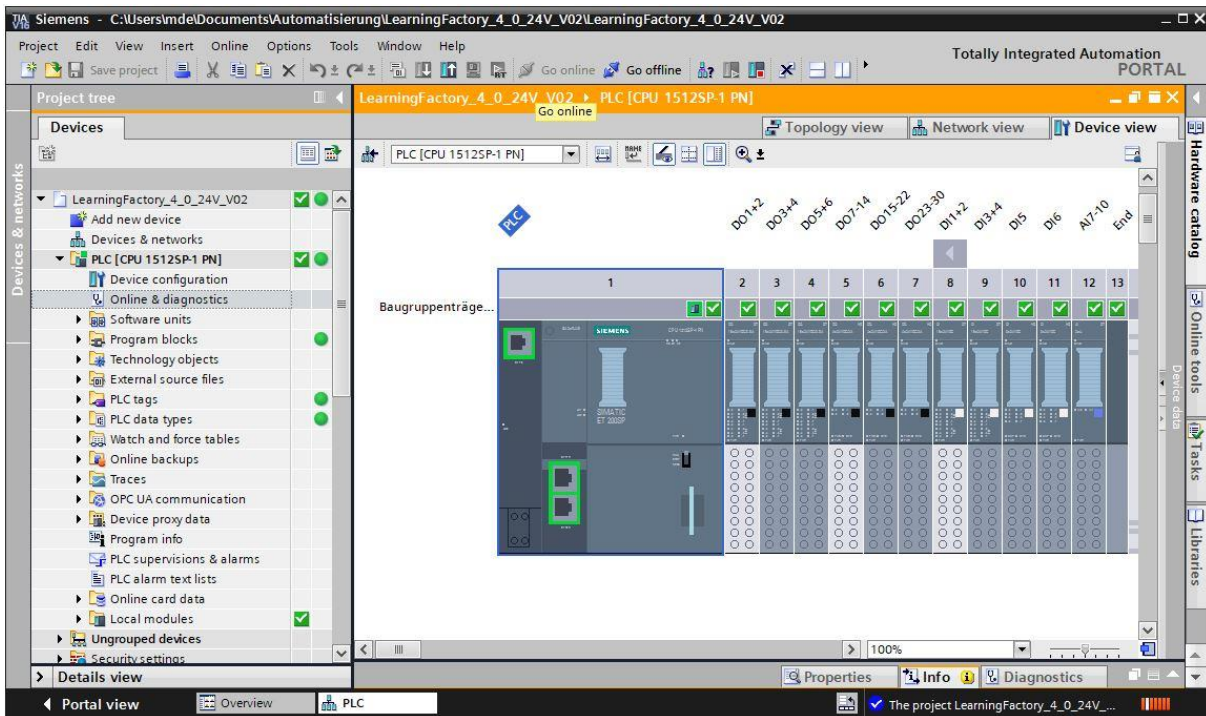 TIA V16 Siemens - C:\Users\mde\Documents\Automatisierung\LearningFactory_4_0_24V_V02\LearningFactory_4_0_24V_V02
Project Edit View Insert Online Options Tools Window Help
Totally Integrated Automation
PORTAL
Save project Go online Go offline
Project tree
LearningFactory_4_0_24V_V02 PLC [CPU 1512SP-1 PN]
Go online
Devices
Topology view Network view Device view
PLC [CPU 1512SP-1 PN]
LearningFactory_4_0_24V_V02
Add new device
Devices & networks
PLC [CPU 1512SP-1 PN]
Device configuration
Online & diagnostics
Software units
Program blocks
Technology objects
External source files
PLC tags
PLC data types
Watch and force tables
Online backups
Traces
OPC UA communication
Device proxy data
Program info
PLC supervisions & alarms
PLC alarm text lists
Online card data
Local modules
Ungrouped devices
Security settings
Details view
Devices & networks
PLC
DO1+2 DO3+4 DO5+6 DO7-14 DO15-22 DO23-30 DI1+2 DI3+4 DI5 DI6 AI7-10 End
1 2 3 4 5 6 7 8 9 10 11 12 13
Baugruppenträge...
SIEMENS
SIMATIC
ET 200SP
100%
Device data
Hardware catalog
Online tools
Tasks
Libraries
Properties Info Diagnostics
Portal view Overview PLC
The project LearningFactory_4_0_24V_...